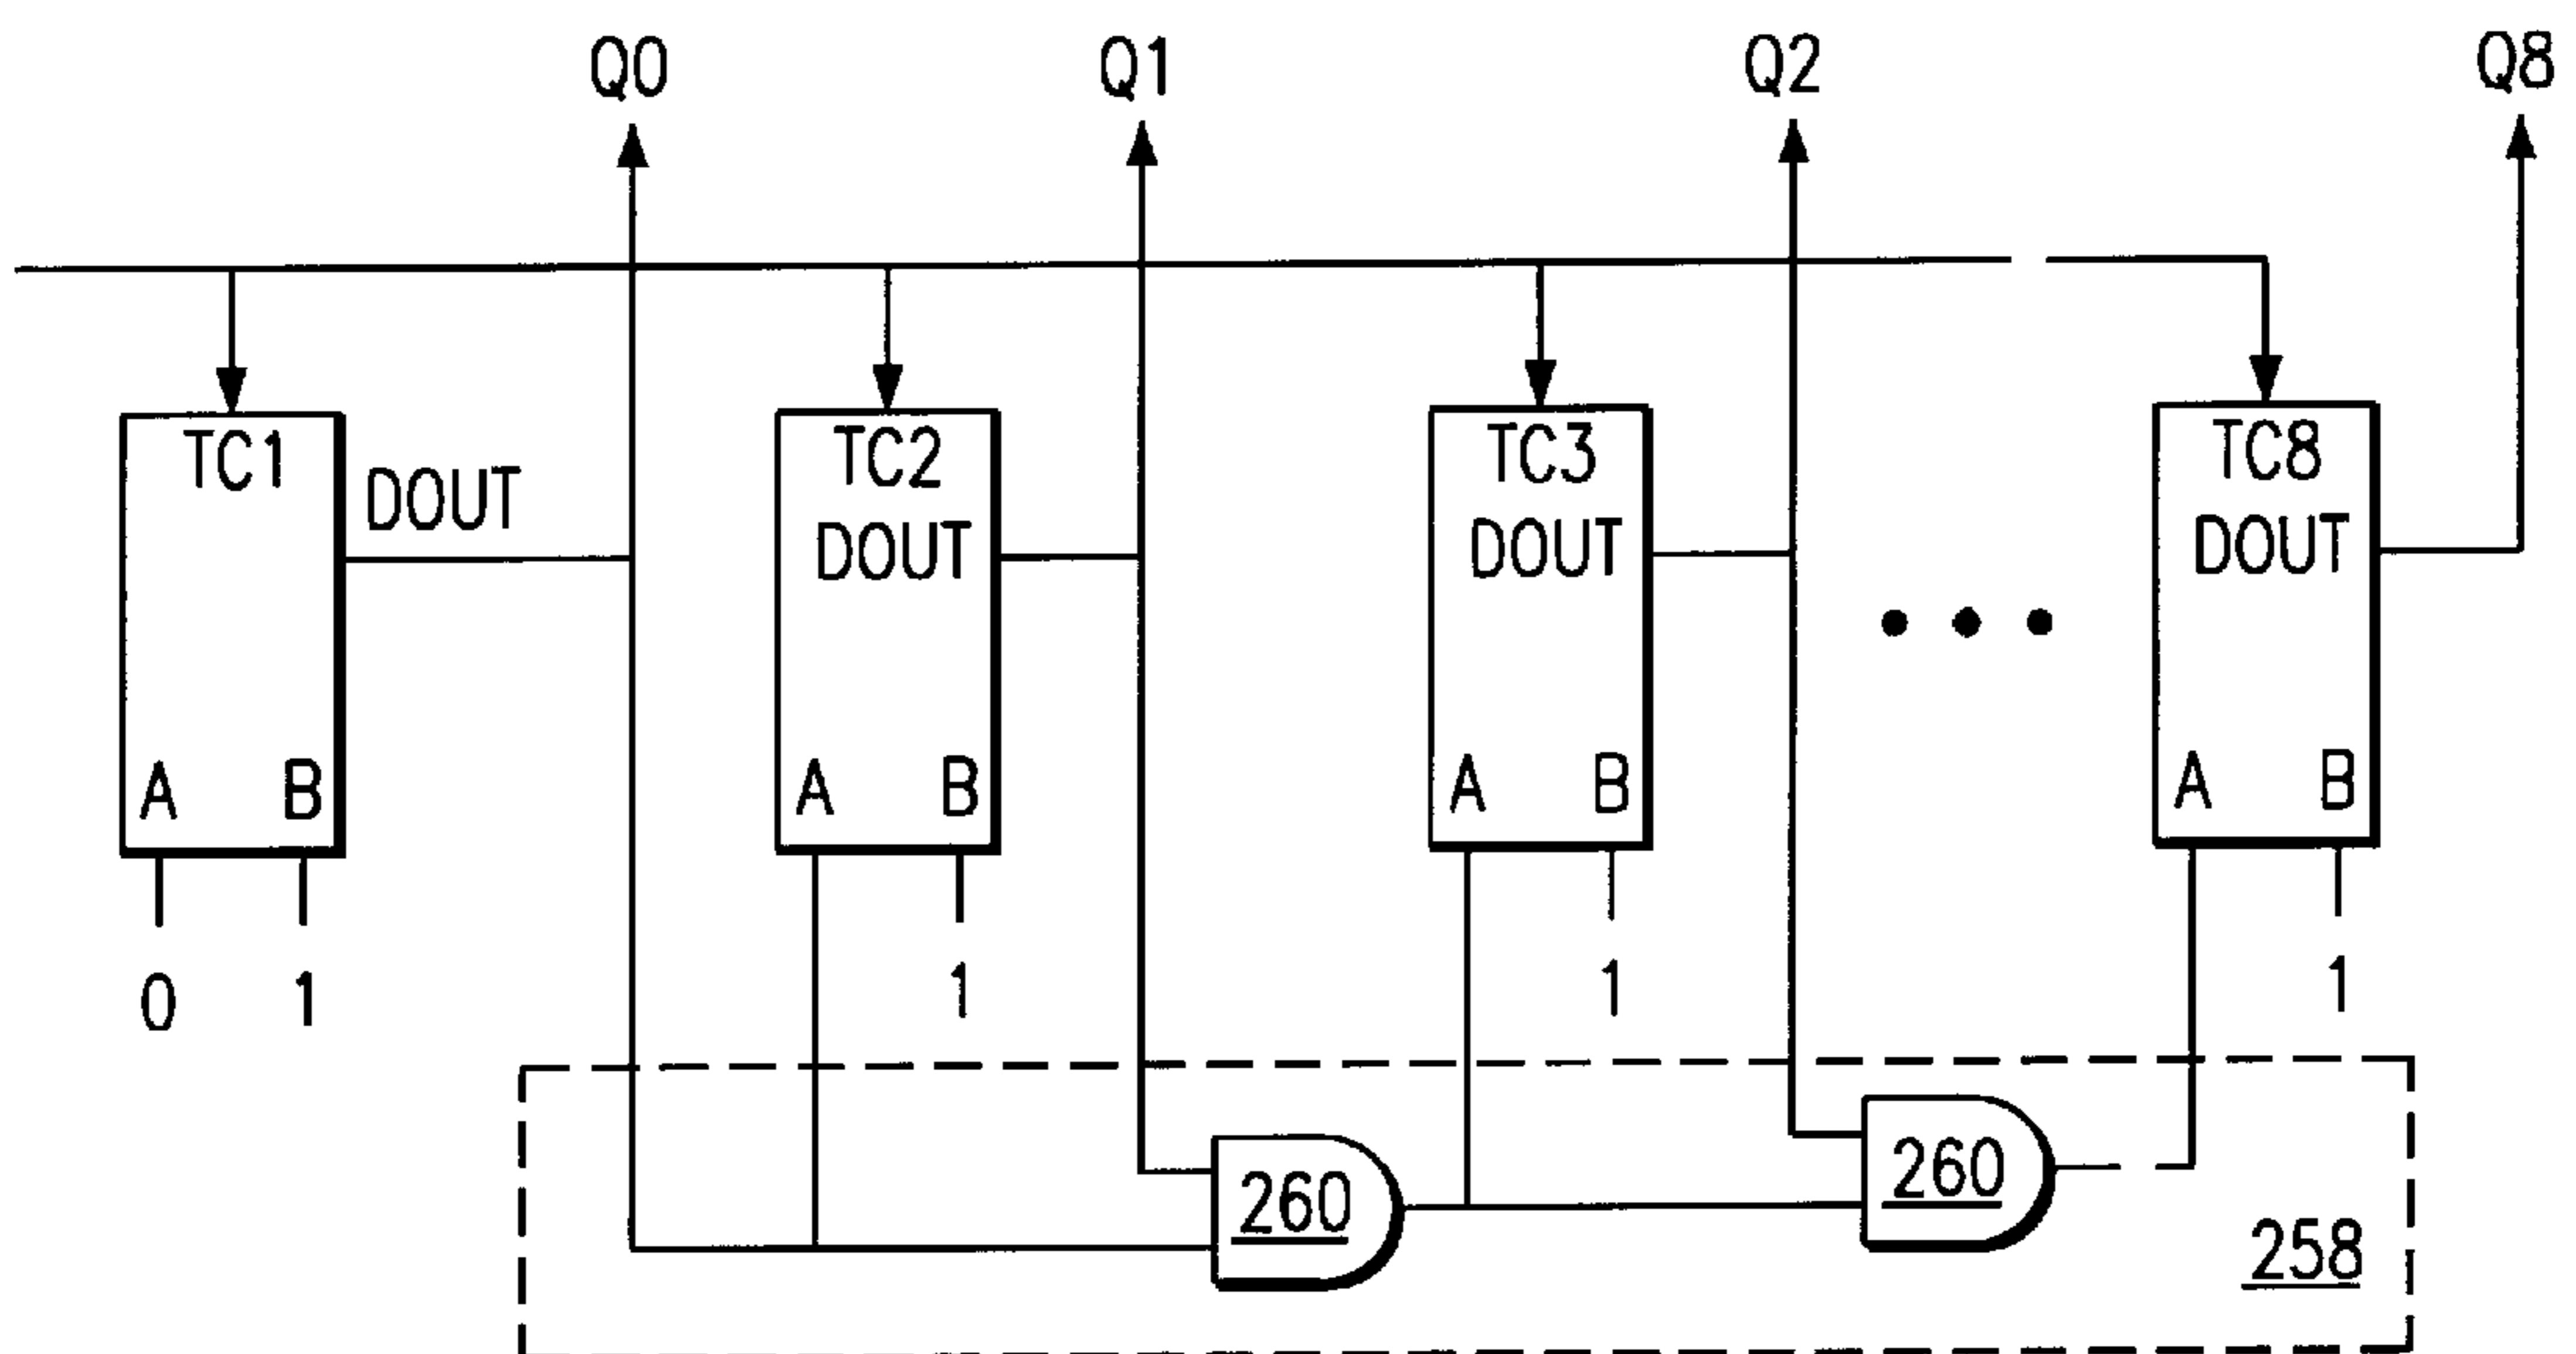 Q0 Q1 Q2 Q8
TC1 TC2 TC3 TC8
DOUT DOUT DOUT DOUT
A B A B A B A B
0 1 1 1 1
260 260
258